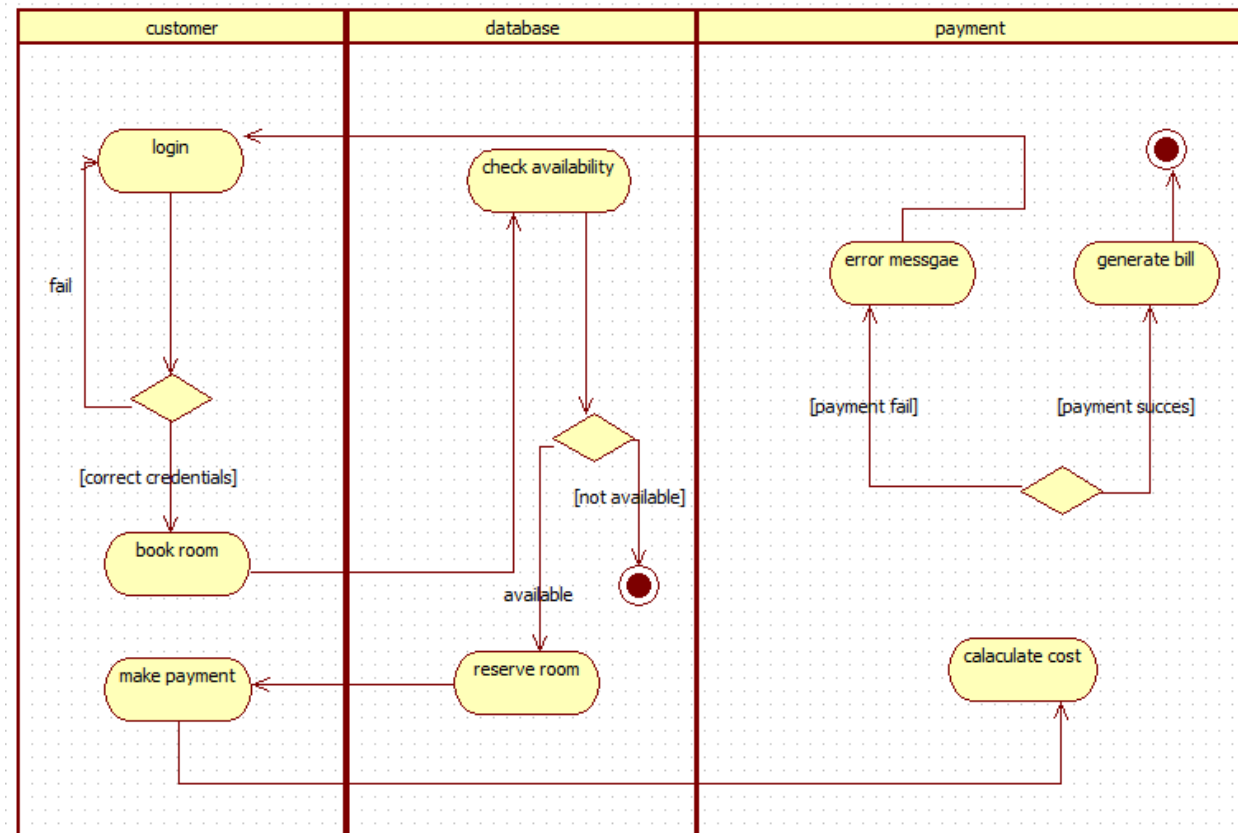 customer
database
payment
login
check availability
error messgae
generate bill
fail
[payment fail]
[payment succes]
[correct credentials]
[not available]
book room
available
make payment
reserve room
calaculate cost